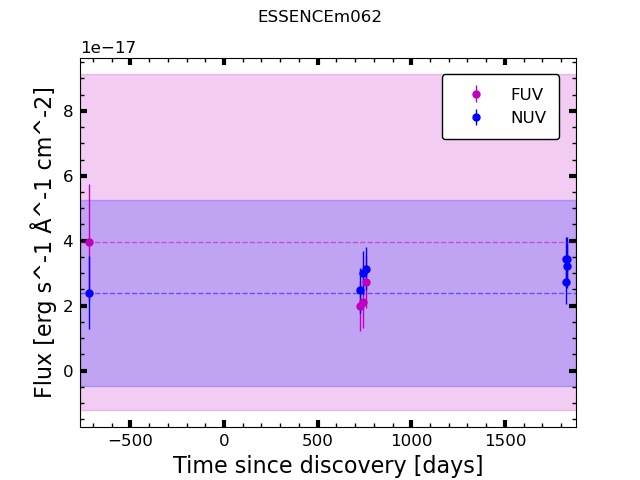 ESSENCEm062
1e−17
Flux [erg s^-1 Å^-1 cm^-2]
8
6
4
2
0
FUV
NUV
−500
0
500
1000
1500
Time since discovery [days]